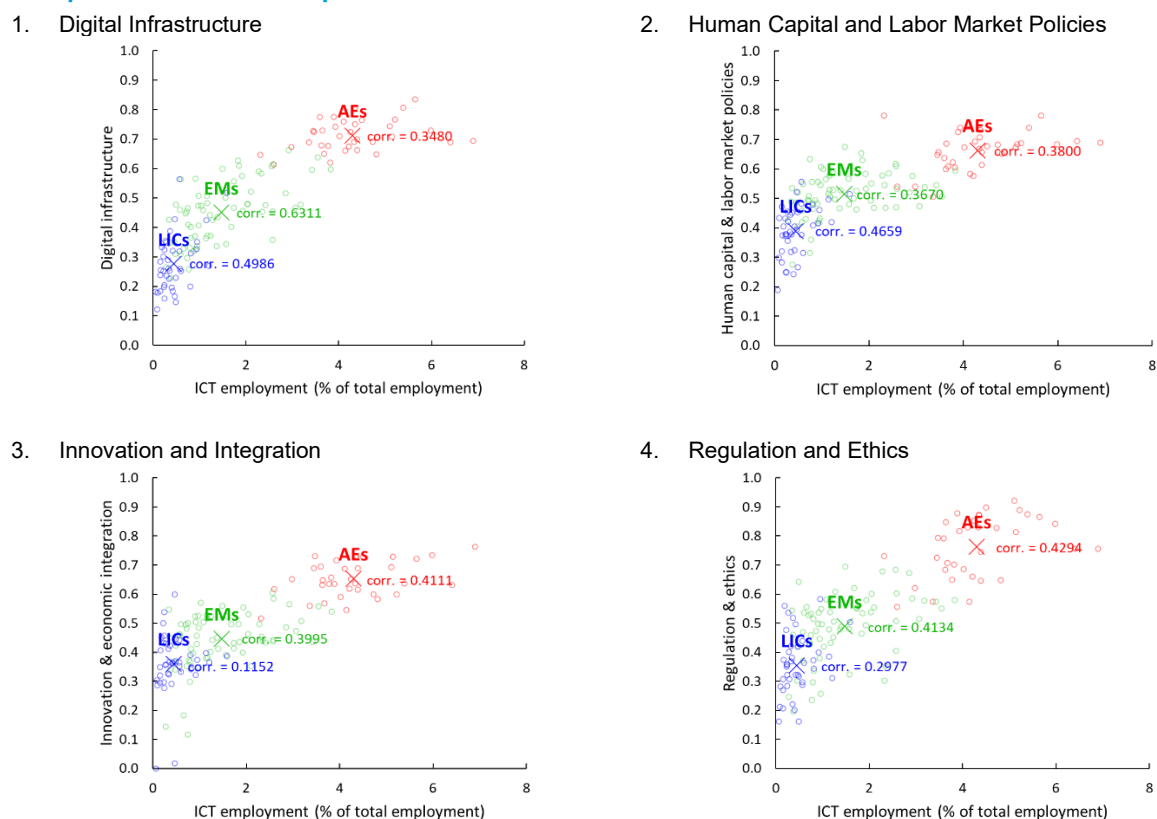 1. Digital Infrastructure
1.0
0.9
0.8
0.7
0.6
0.5
0.4
0.3
0.2
0.1
0.0
Digital infrastructure
AEs
corr. = 0.3480
EMs
corr. = 0.6311
LICs
corr. = 0.4986
0 2 4 6 8
ICT employment (% of total employment)
2. Human Capital and Labor Market Policies
1.0
0.9
0.8
0.7
0.6
0.5
0.4
0.3
0.2
0.1
0.0
Human capital & labor market policies
AEs
corr. = 0.3800
EMs
corr. = 0.3670
LICs
corr. = 0.4659
0 2 4 6 8
ICT employment (% of total employment)
3. Innovation and Integration
1.0
0.9
0.8
0.7
0.6
0.5
0.4
0.3
0.2
0.1
0.0
Innovation & economic integration
AEs
corr. = 0.4111
EMs
corr. = 0.3995
LICs
corr. = 0.1152
0 2 4 6 8
ICT employment (% of total employment)
4. Regulation and Ethics
1.0
0.9
0.8
0.7
0.6
0.5
0.4
0.3
0.2
0.1
0.0
Regulation & ethics
AEs
corr. = 0.4294
EMs
corr. = 0.4134
LICs
corr. = 0.2977
0 2 4 6 8
ICT employment (% of total employment)